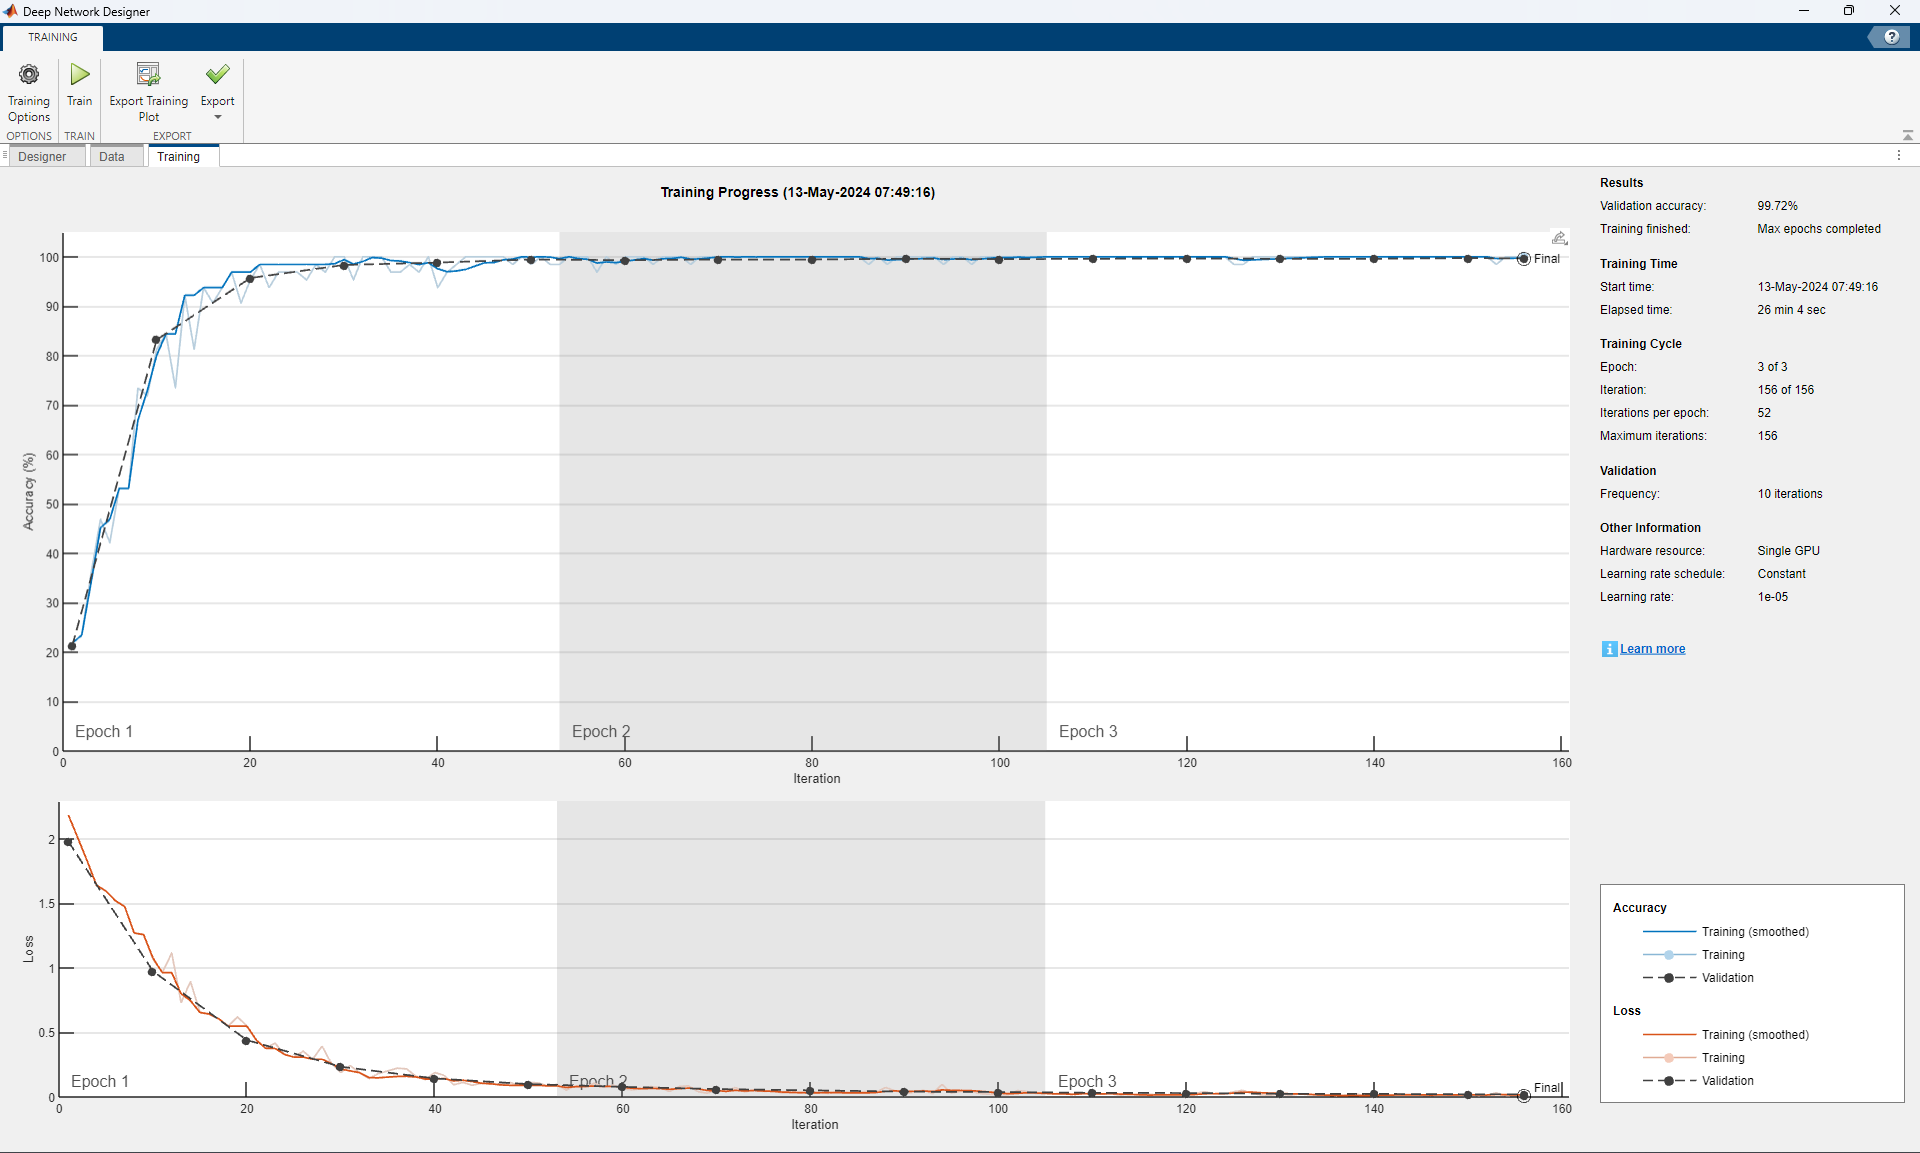 Deep Network Designer
TRAINING
?
Training Options
Train
Export Training Plot
Export
OPTIONS
TRAIN
EXPORT
Designer
Data
Training
Training Progress (13-May-2024 07:49:16)
100
90
80
70
60
50
40
30
20
10
0
Accuracy (%)
Final
Epoch 1
Epoch 2
Epoch 3
0 20 40 60 80 100 120 140 160
Iteration
2
1.5
1
0.5
0
Loss
Epoch 1
Epoch 2
Epoch 3
Final
0 20 40 60 80 100 120 140 160
Iteration
Results
Validation accuracy: 99.72%
Training finished: Max epochs completed
Training Time
Start time: 13-May-2024 07:49:16
Elapsed time: 26 min 4 sec
Training Cycle
Epoch: 3 of 3
Iteration: 156 of 156
Iterations per epoch: 52
Maximum iterations: 156
Validation
Frequency: 10 iterations
Other Information
Hardware resource: Single GPU
Learning rate schedule: Constant
Learning rate: 1e-05
i Learn more
Accuracy
Training (smoothed)
Training
Validation
Loss
Training (smoothed)
Training
Validation